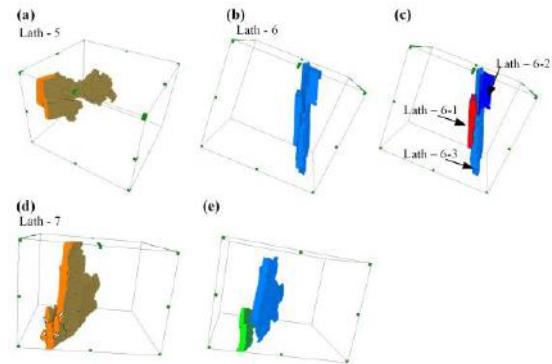 (a)
Lath - 5
(b)
Lath - 6
(c)
Lath – 6-2
Lath – 6-1
Lath – 6-3
(d)
Lath - 7
(e)